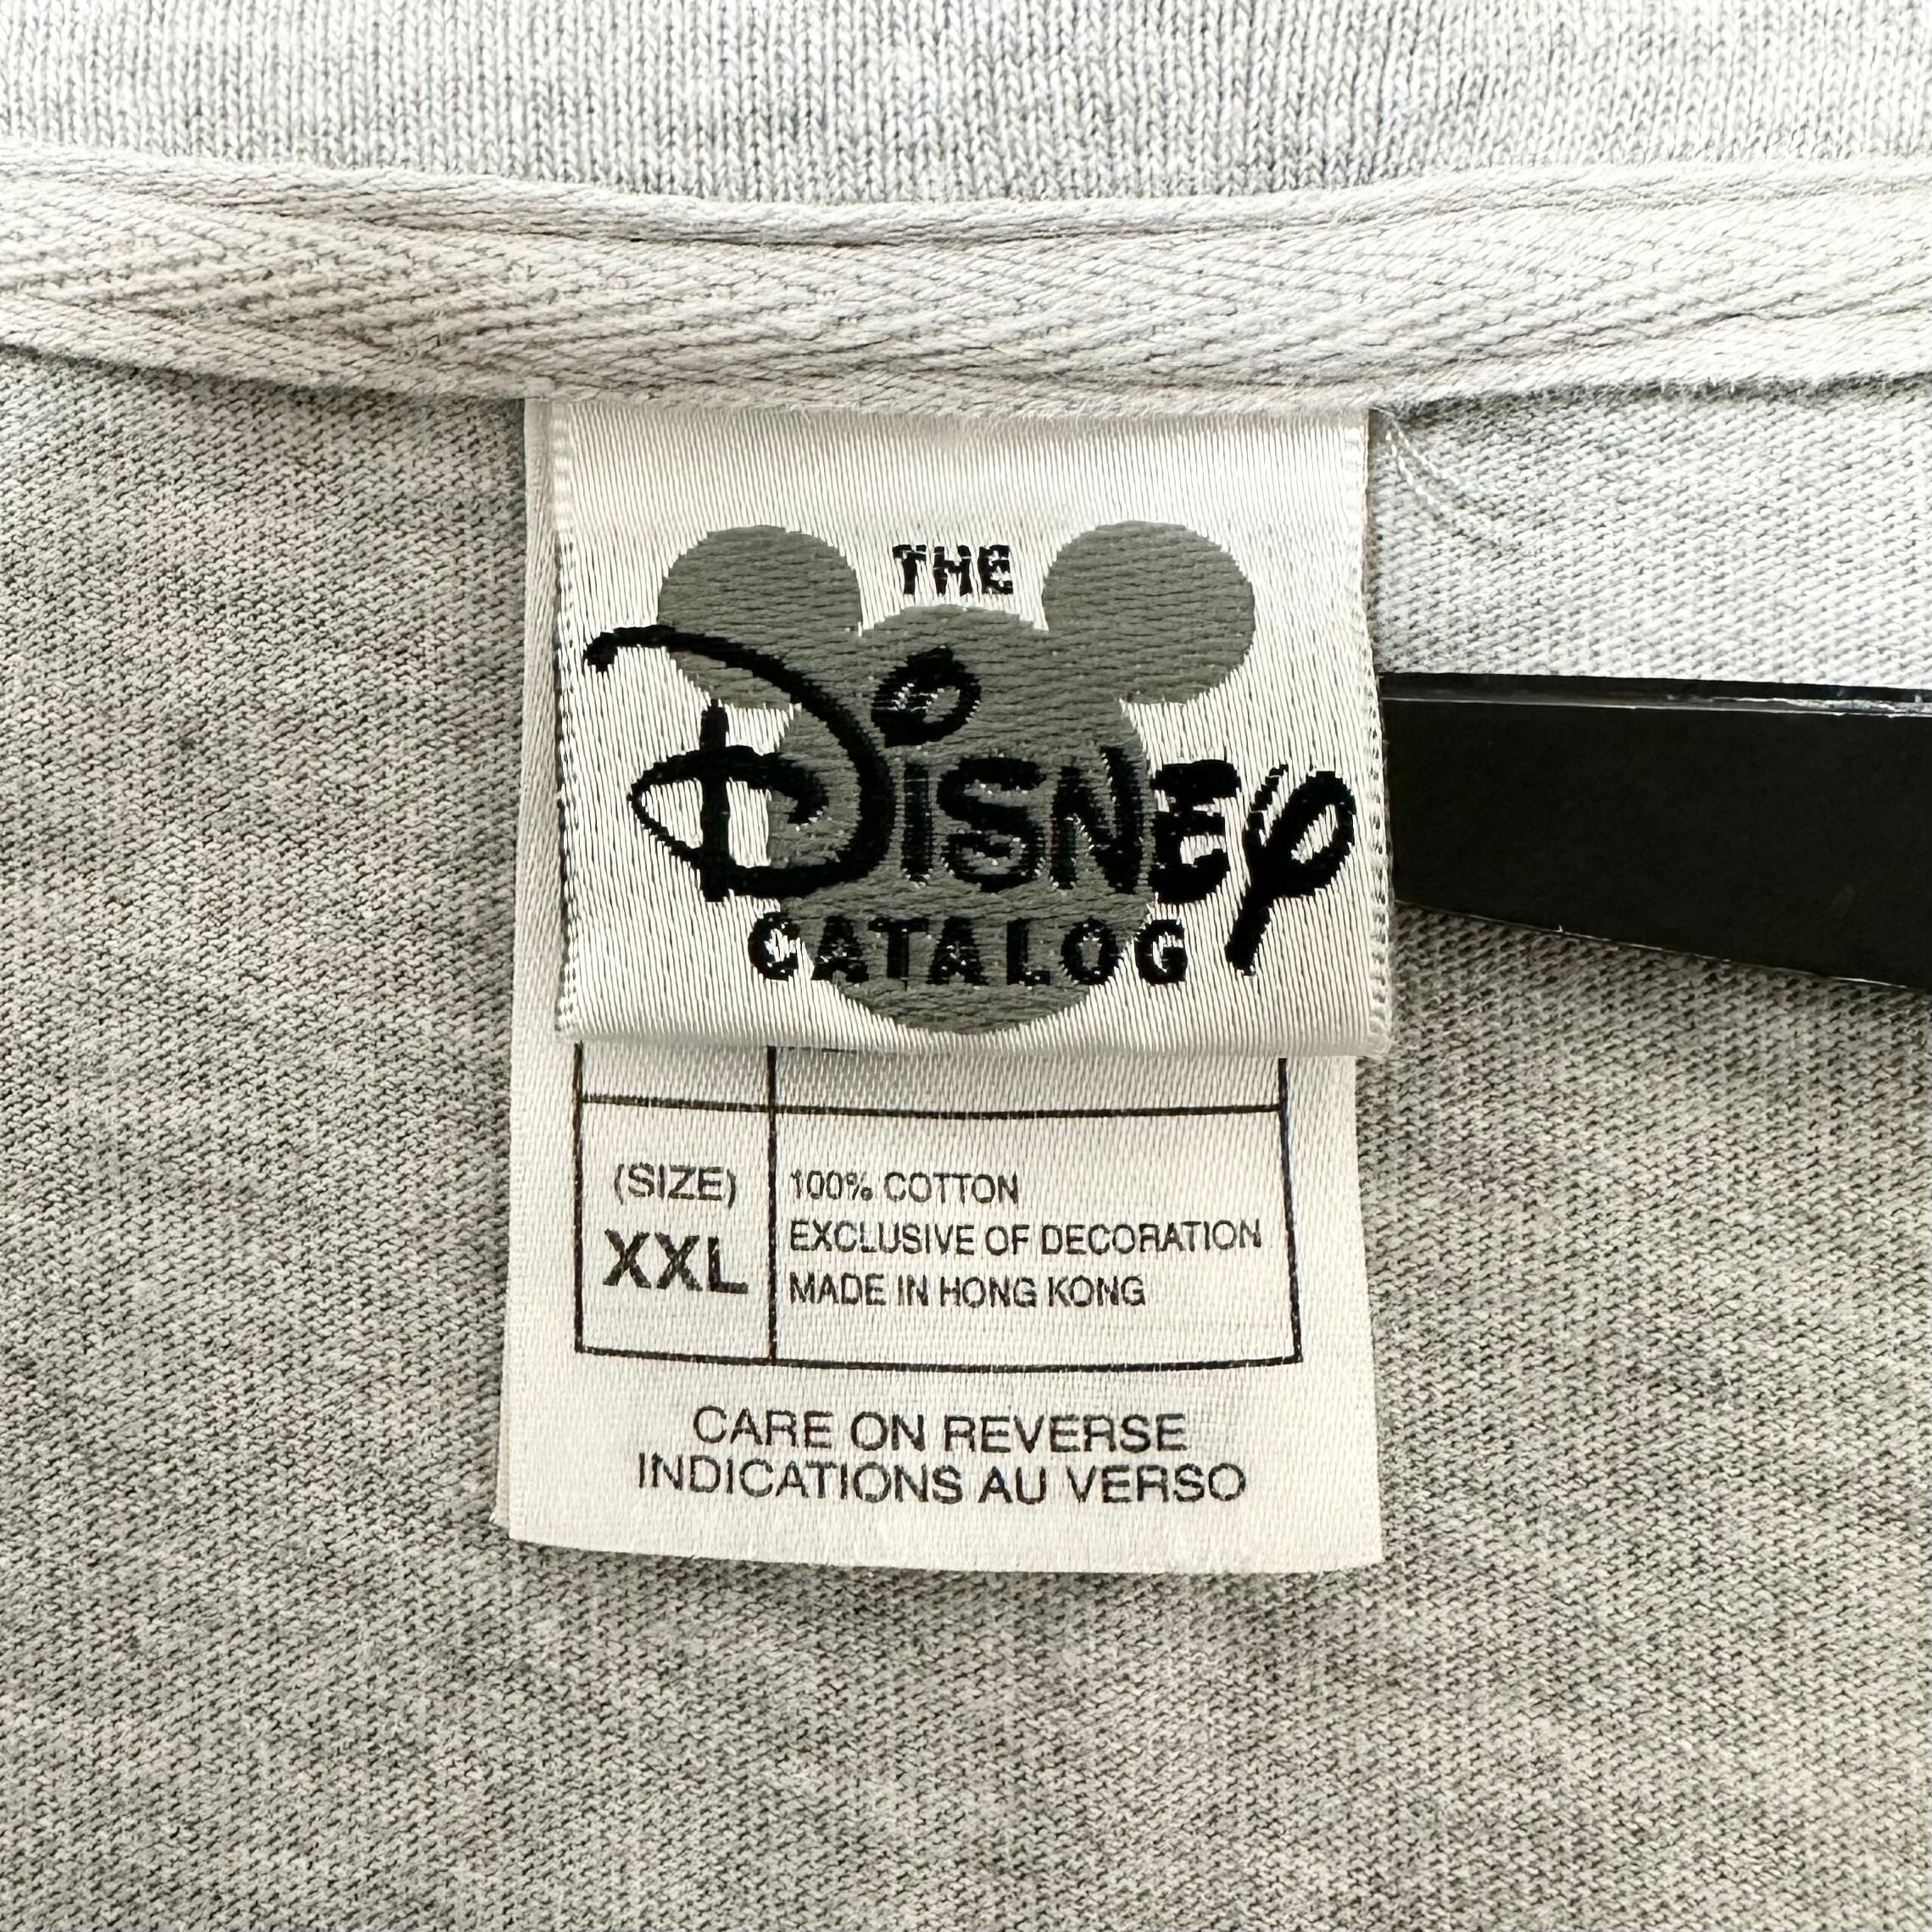 THE
DiSNEY
CATALOG
(SIZE)
XXL
100% COTTON
EXCLUSIVE OF DECORATION
MADE IN HONG KONG
CARE ON REVERSE
INDICATIONS AU VERSO